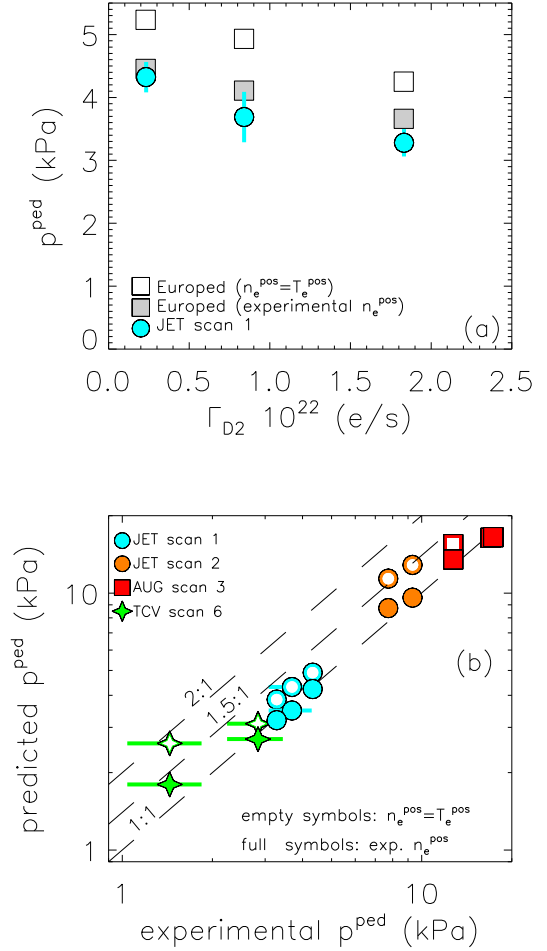 5
4
3
2
1
0
p^ped (kPa)
Europed (n_e^pos=T_e^pos)
Europed (experimental n_e^pos)
JET scan 1
(a)
0.0 0.5 1.0 1.5 2.0 2.5
Γ_D2 10^22 (e/s)
JET scan 1
JET scan 2
AUG scan 3
TCV scan 6
10
1
predicted p^ped (kPa)
(b)
2:1
1.5:1
1:1
empty symbols: n_e^pos=T_e^pos
full symbols: exp. n_e^pos
1 10
experimental p^ped (kPa)